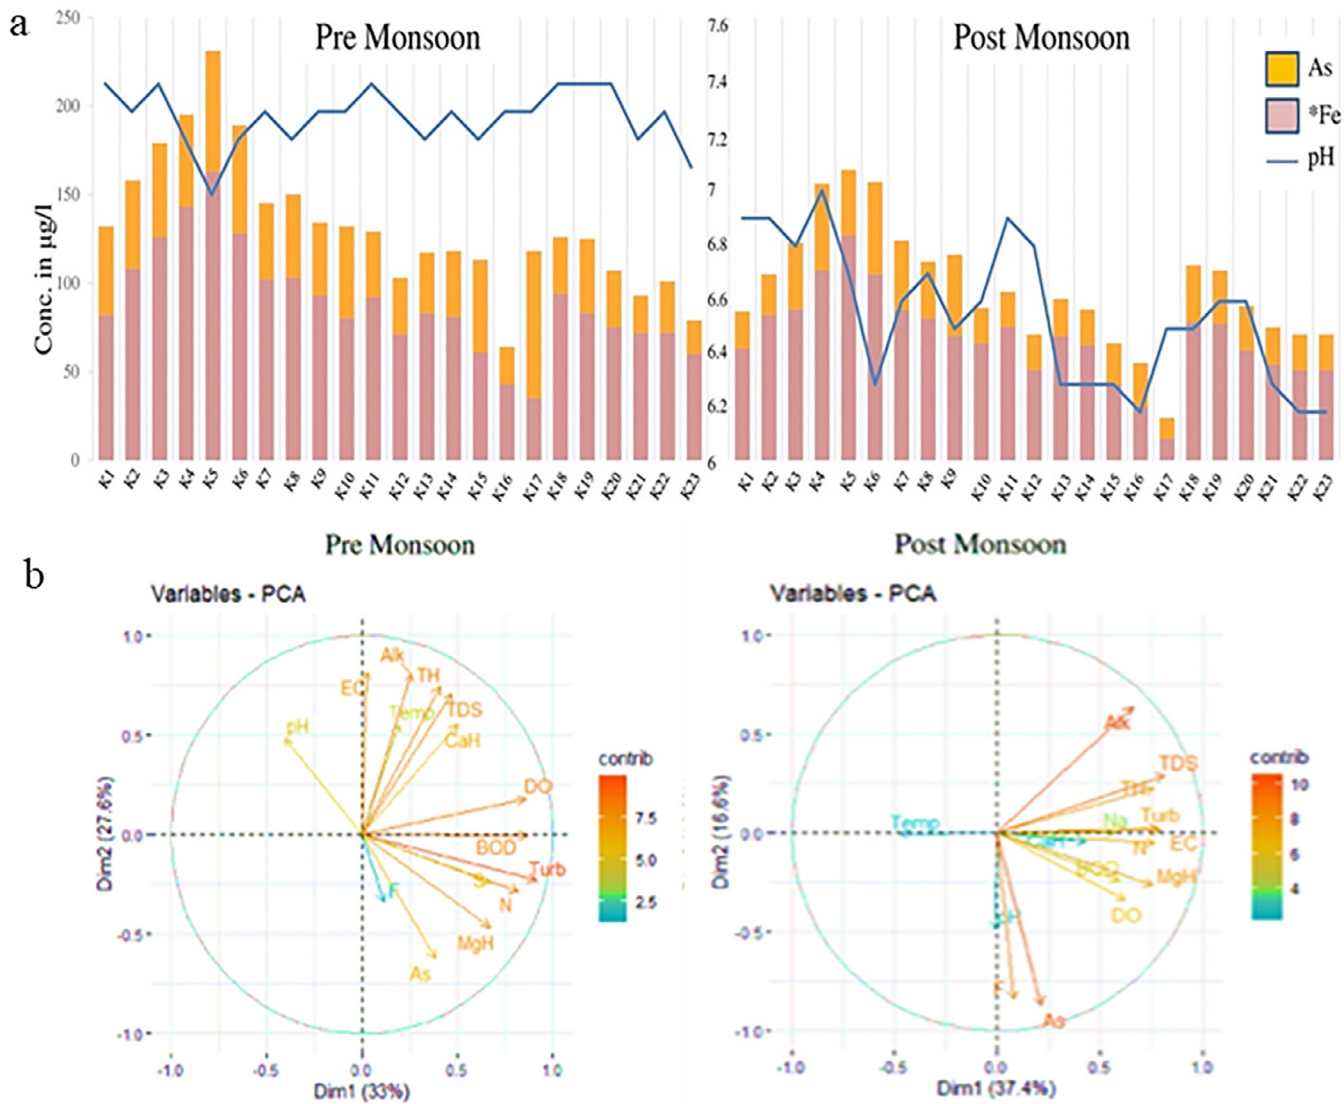 a
Pre Monsoon
Post Monsoon
Conc. in µg/l
250
200
150
100
50
0
7.6
7.4
7.2
7
6.8
6.6
6.4
6.2
6
As
*Fe
pH
K1 K2 K3 K4 K5 K6 K7 K8 K9 K10 K11 K12 K13 K14 K15 K16 K17 K18 K19 K20 K21 K22 K23
K1 K2 K3 K4 K5 K6 K7 K8 K9 K10 K11 K12 K13 K14 K15 K16 K17 K18 K19 K20 K21 K22 K23
b
Pre Monsoon
Variables - PCA
Dim2 (27.6%)
1.0
0.5
0.0
-0.5
-1.0
Alk
TH
EC
Temp
TDS
pH
CaH
DO
BOD
Turb
S
F
N
MgH
As
-1.0 -0.5 0.0 0.5 1.0
Dim1 (33%)
contrib
7.5
5.0
2.5
Post Monsoon
Variables - PCA
Dim2 (16.6%)
1.0
0.5
0.0
-0.5
-1.0
Alk
TDS
TH
Turb
Na
Temp
EC
N
BOD
MgH
DO
pH
F
As
-1.0 -0.5 0.0 0.5 1.0
Dim1 (37.4%)
contrib
10
8
6
4